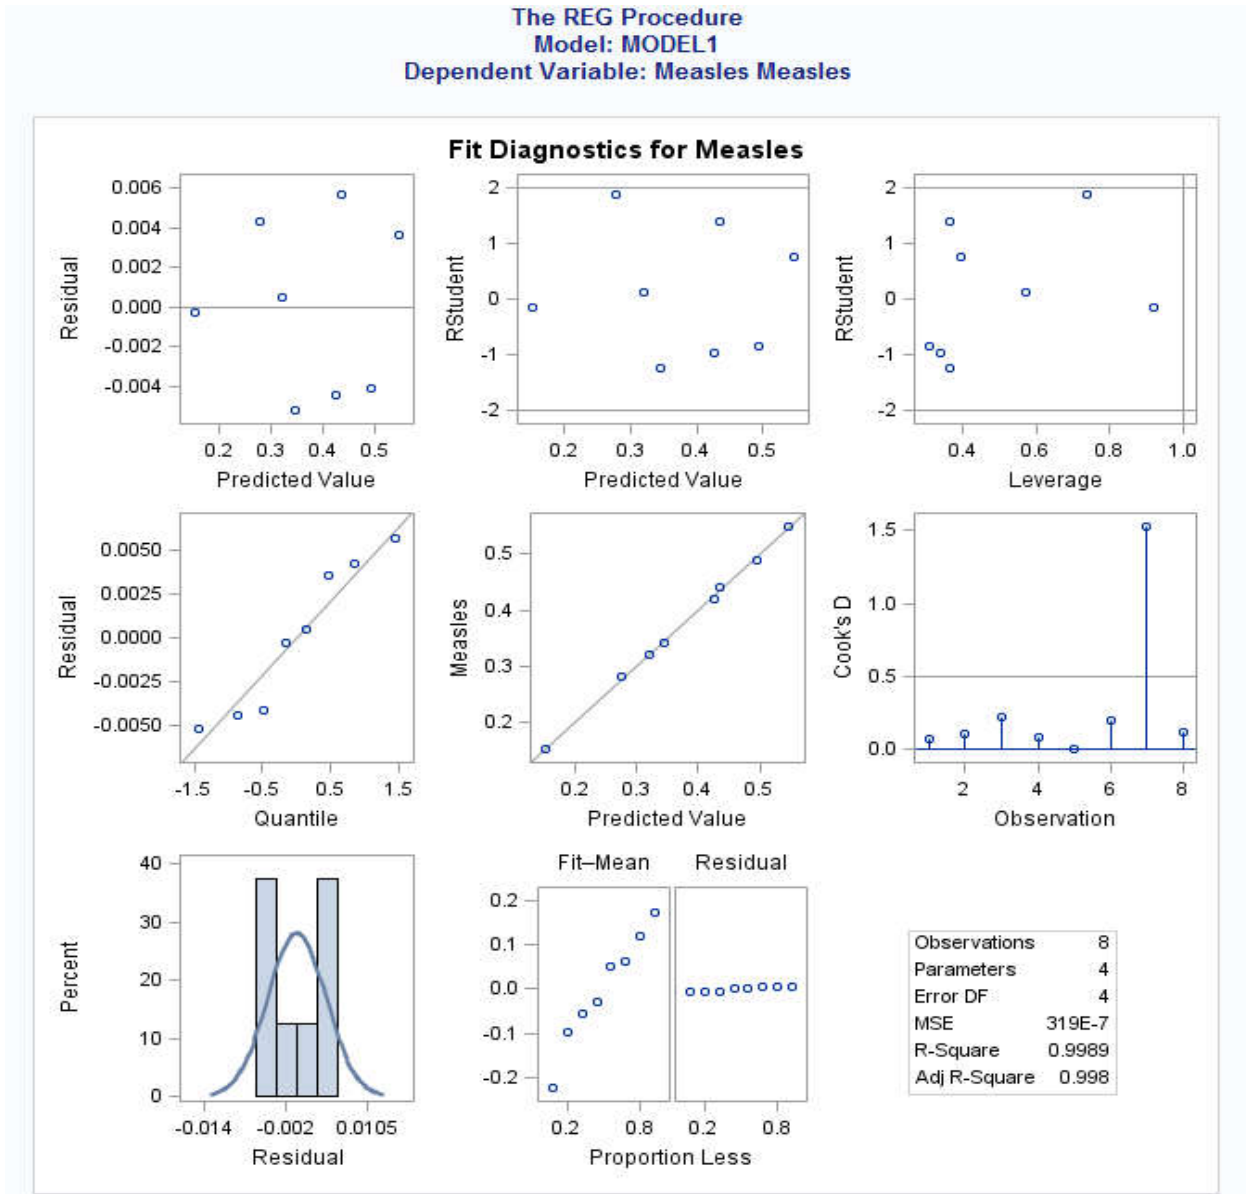 The REG Procedure
Model: MODEL1
Dependent Variable: Measles Measles
Fit Diagnostics for Measles
Residual
0.006
0.004
0.002
0.000
-0.002
-0.004
0.2 0.3 0.4 0.5
Predicted Value
RStudent
2
1
0
-1
-2
0.2 0.3 0.4 0.5
Predicted Value
RStudent
2
1
0
-1
-2
0.4 0.6 0.8 1.0
Leverage
Residual
0.0050
0.0025
0.0000
-0.0025
-0.0050
-1.5 -0.5 0.5 1.5
Quantile
Measles
0.5
0.4
0.3
0.2
0.2 0.3 0.4 0.5
Predicted Value
Cook's D
1.5
1.0
0.5
0.0
2 4 6 8
Observation
Percent
40
30
20
10
0
-0.014 -0.002 0.0105
Residual
Fit–Mean Residual
0.2
0.1
0.0
-0.1
-0.2
0.2 0.8 0.2 0.8
Proportion Less
Observations 8
Parameters 4
Error DF 4
MSE 319E-7
R-Square 0.9989
Adj R-Square 0.998